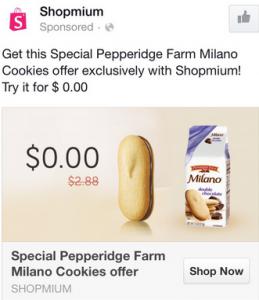 Shopmium
Sponsored ·
Get this Special Pepperidge Farm Milano
Cookies offer exclusively with Shopmium!
Try it for $ 0.00
$0.00
$2.88
Milano
Milano
double
chocolate
Special Pepperidge Farm
Milano Cookies offer
Shop Now
SHOPMIUM